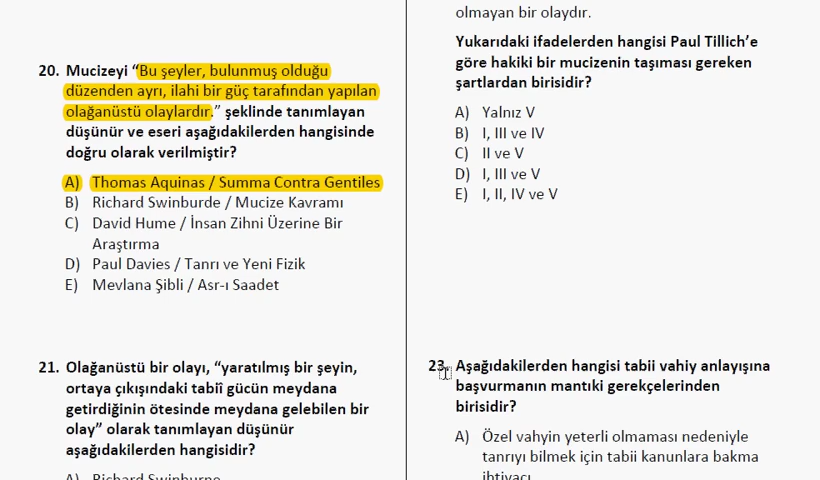 20. Mucizeyi “Bu şeyler, bulunmuş olduğu
düzenden ayrı, ilahi bir güç tarafından yapılan
olağanüstü olaylardır.” şeklinde tanımlayan
düşünür ve eseri aşağıdakilerden hangisinde
doğru olarak verilmiştir?
A) Thomas Aquinas / Summa Contra Gentiles
B) Richard Swinburde / Mucize Kavramı
C) David Hume / İnsan Zihni Üzerine Bir
Araştırma
D) Paul Davies / Tanrı ve Yeni Fizik
E) Mevlana Şibli / Asr-ı Saadet
21. Olağanüstü bir olayı, “yaratılmış bir şeyin,
ortaya çıkışındaki tabiî gücün meydana
getirdiğinin ötesinde meydana gelebilen bir
olay” olarak tanımlayan düşünür
aşağıdakilerden hangisidir?
A) Richard Swinburne
olmayan bir olaydır.
Yukarıdaki ifadelerden hangisi Paul Tillich’e
göre hakiki bir mucizenin taşıması gereken
şartlardan birisidir?
A) Yalnız V
B) I, III ve IV
C) II ve V
D) I, III ve V
E) I, II, IV ve V
23. Aşağıdakilerden hangisi tabii vahiy anlayışına
başvurmanın mantıki gerekçelerinden
birisidir?
A) Özel vahyin yeterli olmaması nedeniyle
tanrıyı bilmek için tabii kanunlara bakma
ihtiyacı